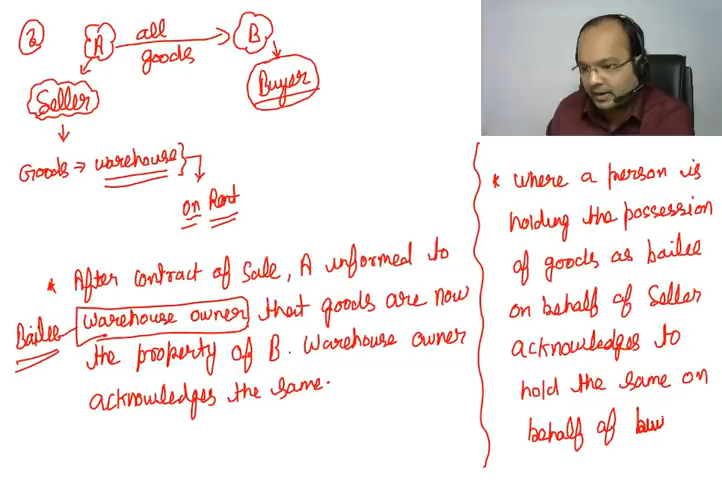 2 A all goods B
Seller Buyer
Goods → warehouse
on Rent
* After contract of Sale, A informed to
Bailee warehouse owner that goods are now
the property of B. Warehouse owner
acknowledges the same.
* where a person is
holding the possession
of goods as bailee
on behalf of Seller
acknowledges to
hold the same on
behalf of